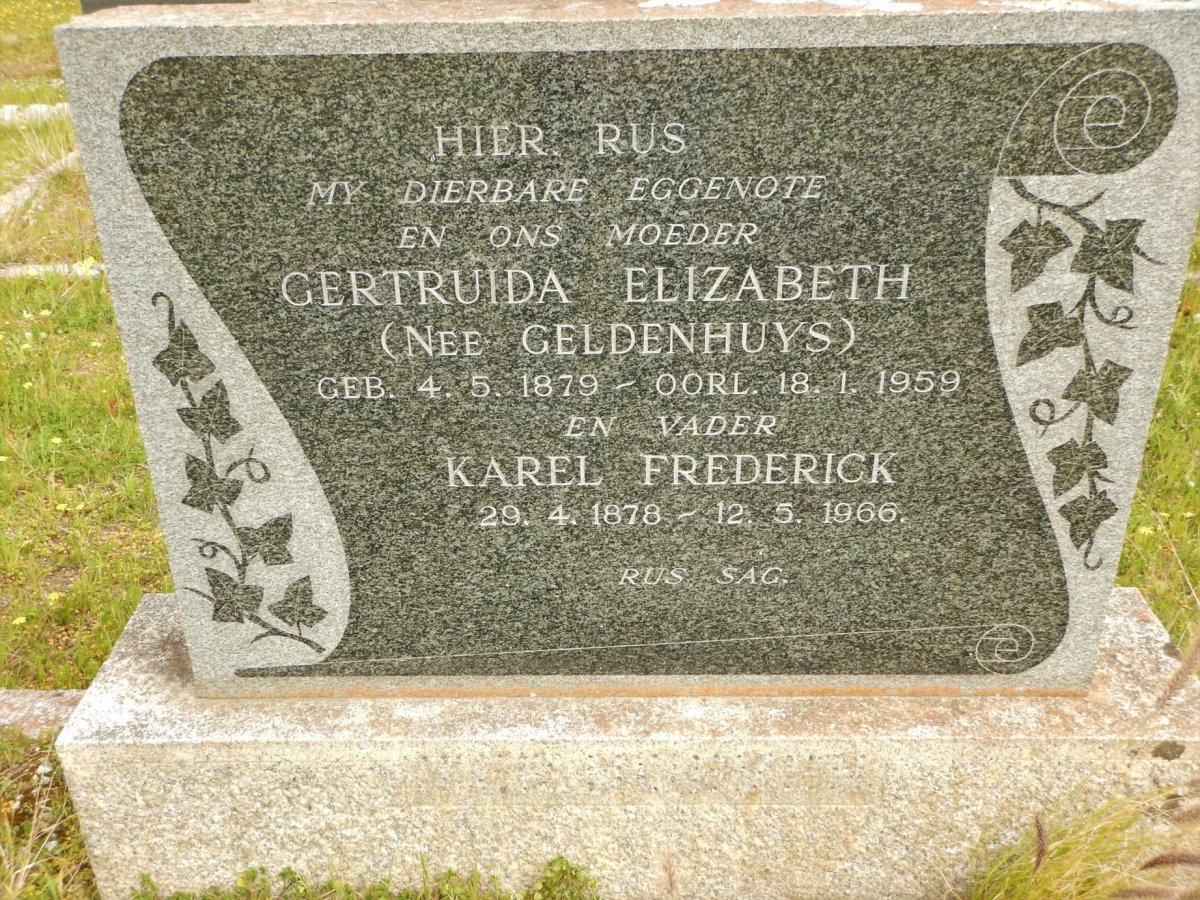 HIER RUS
MY DIERBARE EGGENOTE
EN ONS MOEDER
GERTRUIDA ELIZABETH
(NEE GELDENHUYS)
GEB. 4. 5. 1879 - OORL. 18. 1. 1959
EN VADER
KAREL FREDERICK
29. 4. 1878 - 12. 5. 1966.
RUS SAG.